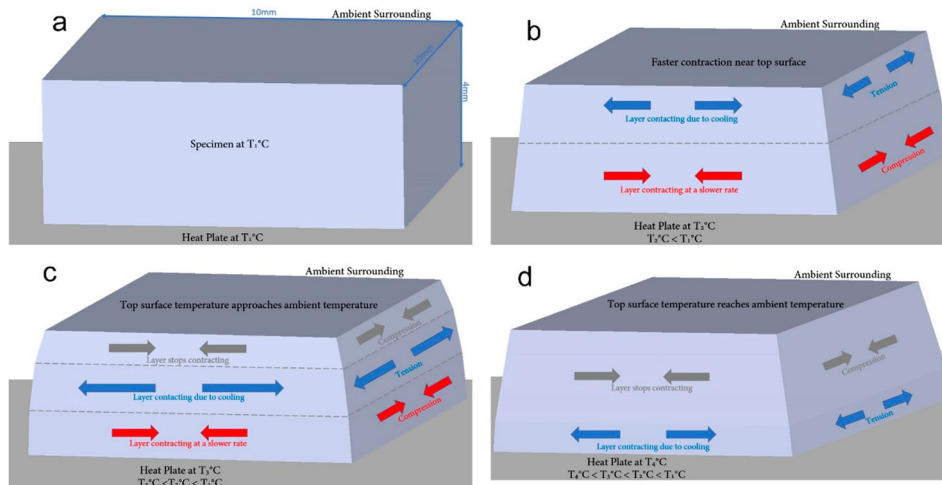 a
10mm
Ambient Surrounding
10mm
4mm
Specimen at T₁°C
Heat Plate at T₁°C
b
Ambient Surrounding
Faster contraction near top surface
Tension
Layer contacting due to cooling
Compression
Layer contracting at a slower rate
Heat Plate at T₂°C
T₂°C < T₁°C
c
Ambient Surrounding
Top surface temperature approaches ambient temperature
Compression
Layer stops contracting
Tension
Layer contacting due to cooling
Compression
Layer contracting at a slower rate
Heat Plate at T₃°C
T₃°C <T₂°C < T₁°C
d
Ambient Surrounding
Top surface temperature reaches ambient temperature
Compression
Layer stops contracting
Tension
Layer contracting due to cooling
Heat Plate at T₄°C
T₄°C < T₃°C < T₂°C < T₁°C